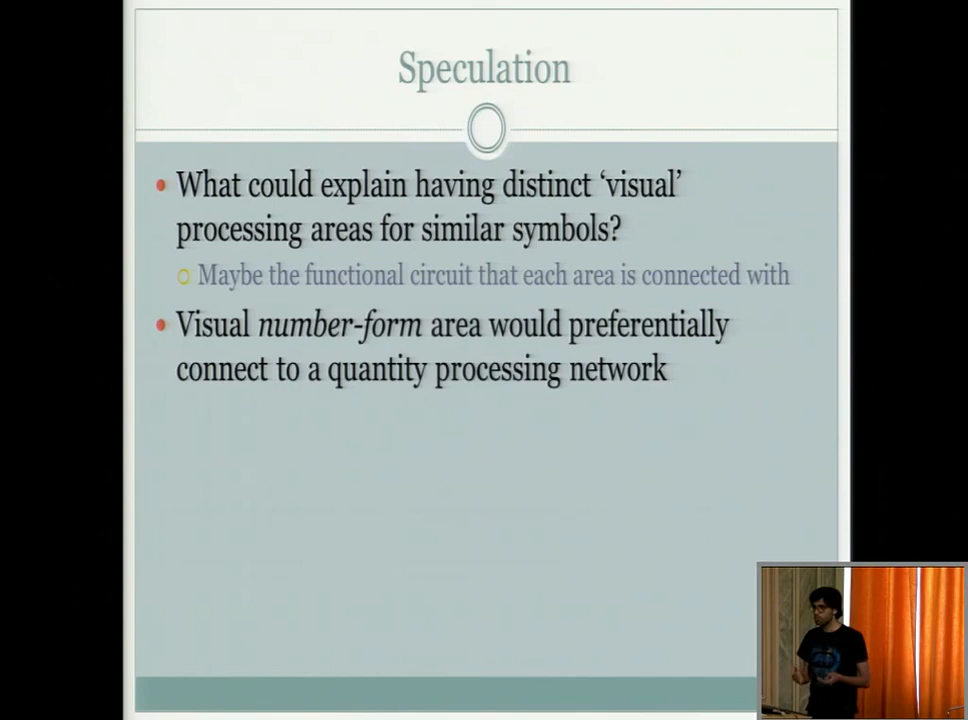 Speculation
What could explain having distinct ‘visual’
processing areas for similar symbols?
Maybe the functional circuit that each area is connected with
Visual number-form area would preferentially
connect to a quantity processing network